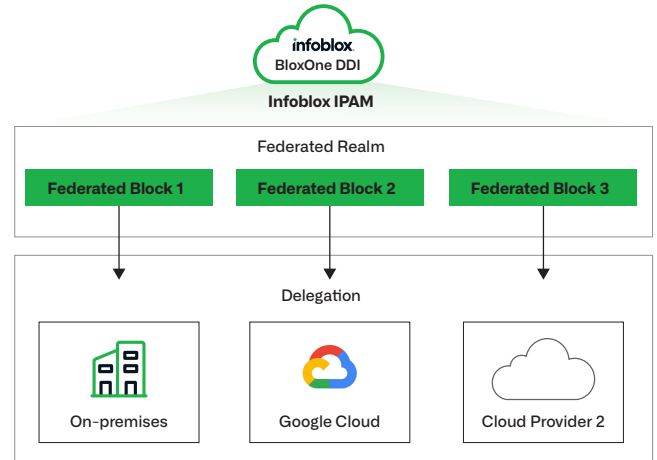 infoblox.
BloxOne DDI
Infoblox IPAM
Federated Realm
Federated Block 1
Federated Block 2
Federated Block 3
Delegation
On-premises
Google Cloud
Cloud Provider 2